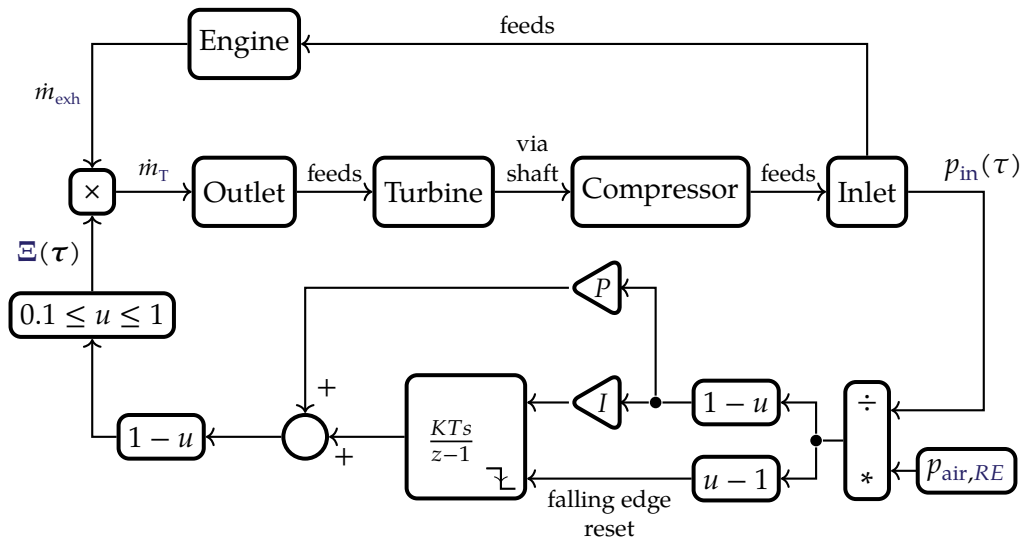 feeds
Engine
ṁexh
via
ṁT
feeds
shaft
feeds
pin(τ)
×
Outlet
Turbine
Compressor
Inlet
Ξ(τ)
P
0.1 ≤ u ≤ 1
+
I
1 − u
÷
1 − u
+
KTs
z−1
u − 1
*
pair,RE
falling edge
reset